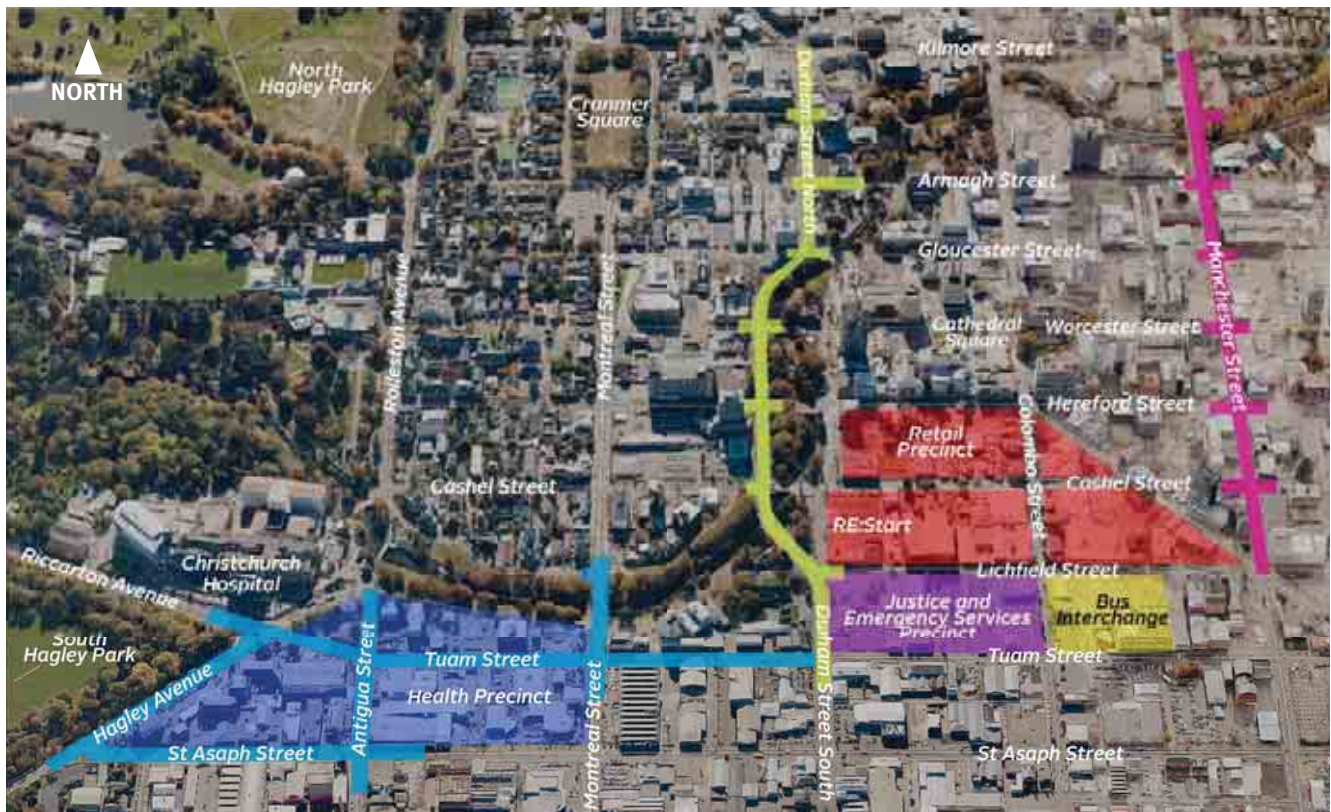 Kilmore Street
North
Hagley Park
NORTH
Cranmer
Square
Durham Street North
Armagh Street
Gloucester Street
Manchester Street
Rolleston Avenue
Montreal Street
Cathedral
Square
Worcester Street
Hereford Street
Colombo Street
Retail
Precinct
Cashel Street
Cashel Street
RE:Start
Christchurch
Hospital
Riccarton Avenue
Lichfield Street
Justice and
Emergency Services
Precinct
Bus
Interchange
South
Hagley Park
Tuam Street
Tuam Street
Hagley Avenue
Antigua Street
Health Precinct
Montreal Street
Durham Street South
St Asaph Street
St Asaph Street